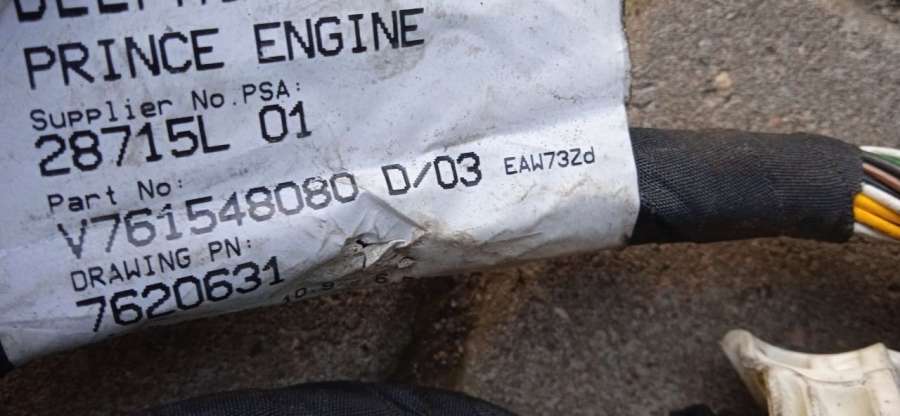 PRINCE ENGINE
Supplier No.PSA:
28715L 01
Part No:
V761548080 D/03 EAW73Zd
DRAWING PN:
7620631